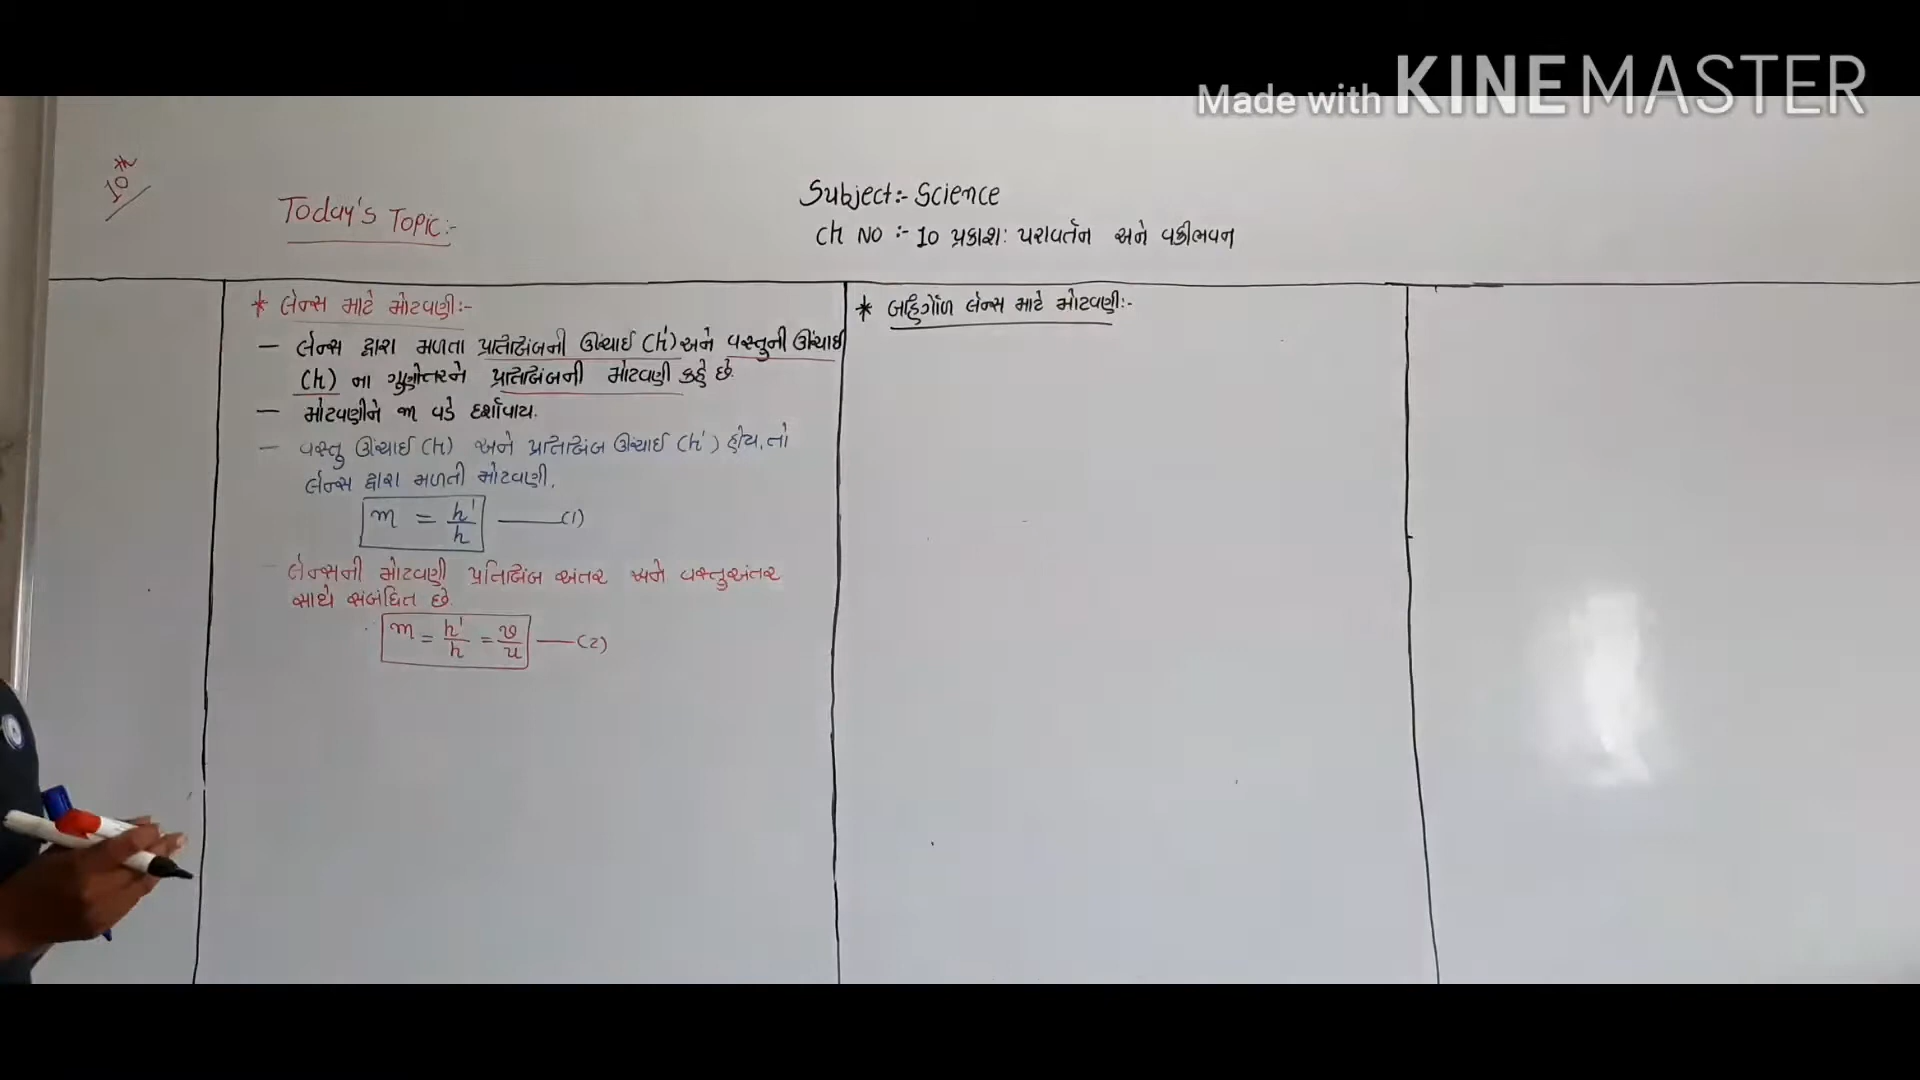 Made with KINEMASTER
10th
Today's Topic:-
Subject:- Science
Ch No :- 10 પ્રકાશ: પરાવર્તન અને વક્રીભવન
* લેન્સ માટે મોટવણી:-
– લેન્સ દ્વારા મળતા પ્રતિબિંબની ઊંચાઈ (h') અને વસ્તુની ઊંચાઈ
(h) ના ગુણોત્તરને પ્રતિબિંબની મોટવણી કહે છે.
– મોટવણીને m વડે દર્શાવાય.
– વસ્તુ ઊંચાઈ (h) અને પ્રતિબિંબ ઊંચાઈ (h') હોય, તો
લેન્સ દ્વારા મળતી મોટવણી,
m = h'/h —— (1)
– લેન્સની મોટવણી પ્રતિબિંબ અંતર અને વસ્તુઅંતર
સાથે સંબંધિત છે.
m = h'/h = v/u —— (2)
* બહિર્ગોળ લેન્સ માટે મોટવણી:-